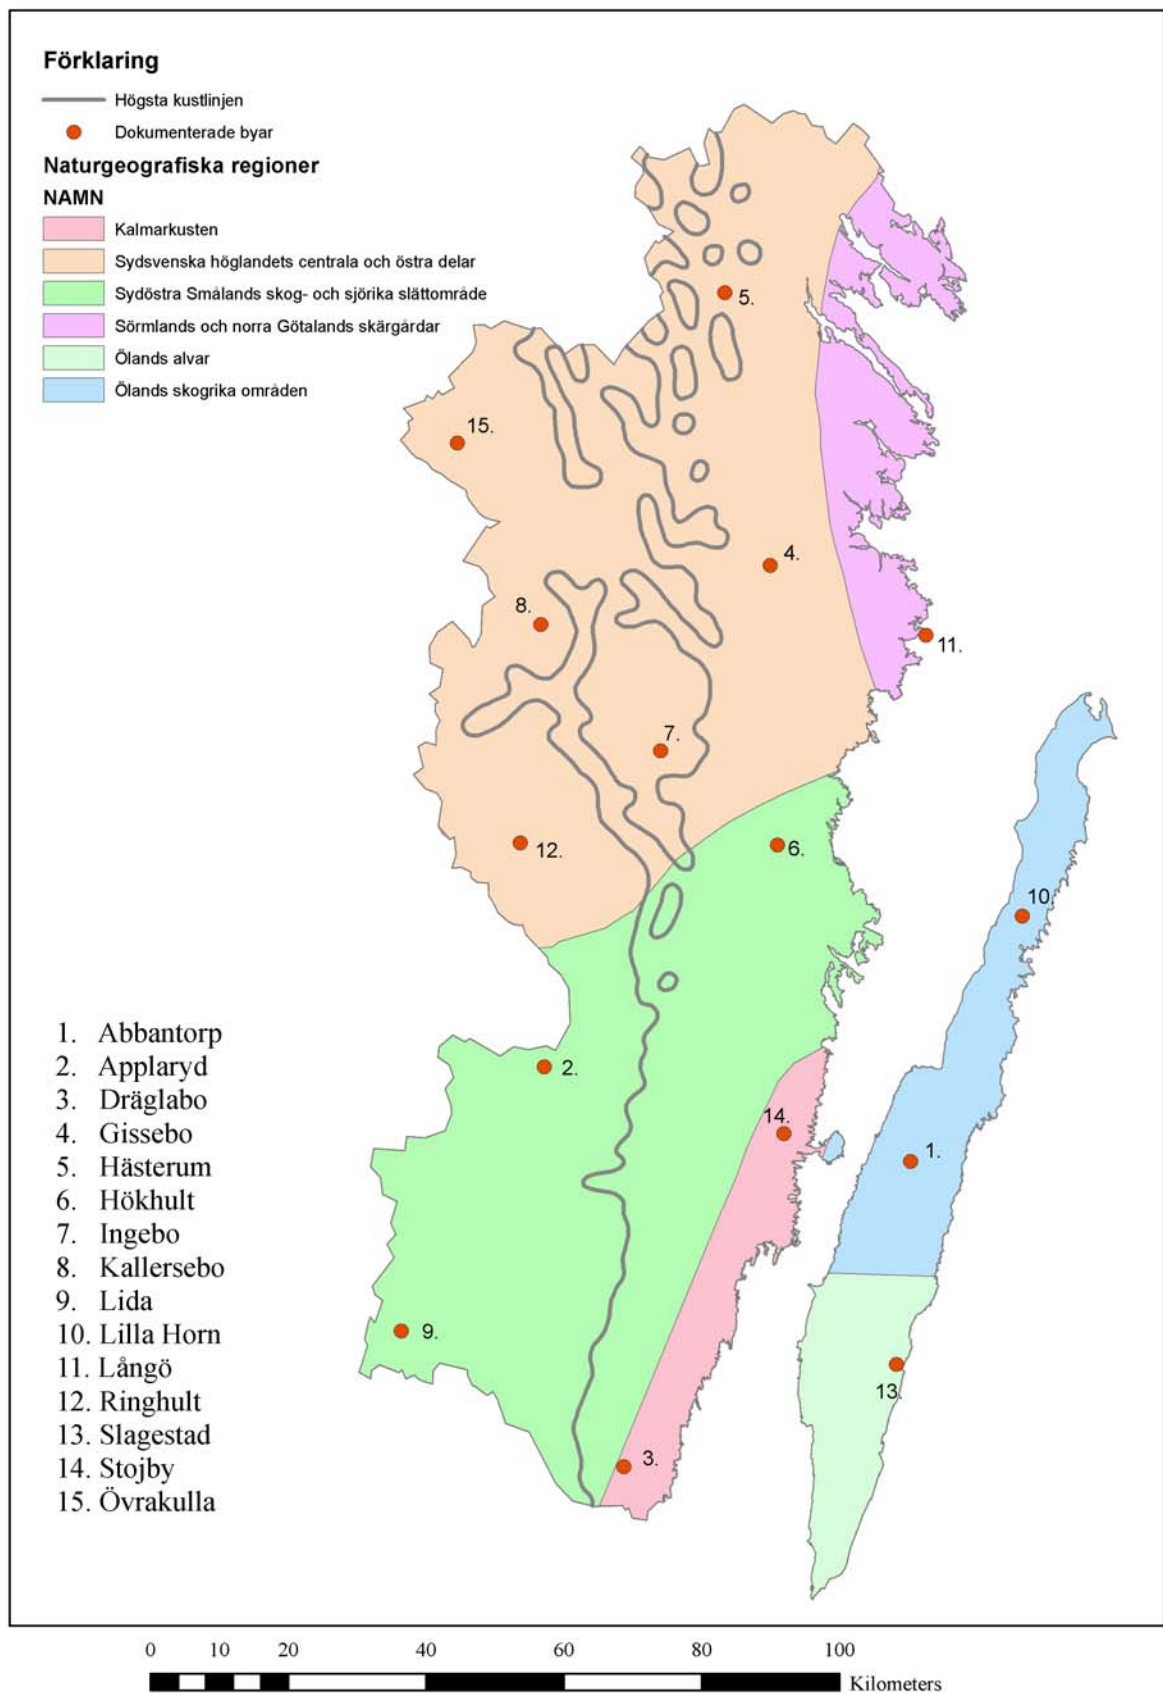 Förklaring
Högsta kustlinjen
Dokumenterade byar
Naturgeografiska regioner
NAMN
Kalmarkusten
Sydsvenska höglandets centrala och östra delar
Sydöstra Smålands skog- och sjörika slättområde
Sörmlands och norra Götalands skärgårdar
Ölands alvar
Ölands skogrika områden
5.
15.
4.
8.
11.
7.
12.
6.
10.
2.
14.
1.
9.
13.
3.
1. Abbantorp
2. Applaryd
3. Dräglabo
4. Gissebo
5. Hästerum
6. Hökhult
7. Ingebo
8. Kallersebo
9. Lida
10. Lilla Horn
11. Långö
12. Ringhult
13. Slagestad
14. Stojby
15. Övrakulla
0 10 20 40 60 80 100
Kilometers